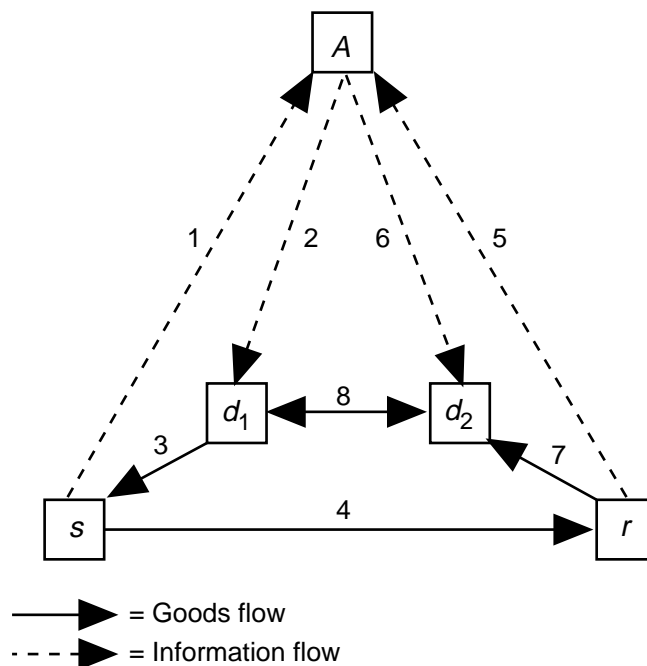 A
1 2 6 5
d1 8 d2
3 7
s 4 r
= Goods flow
= Information flow